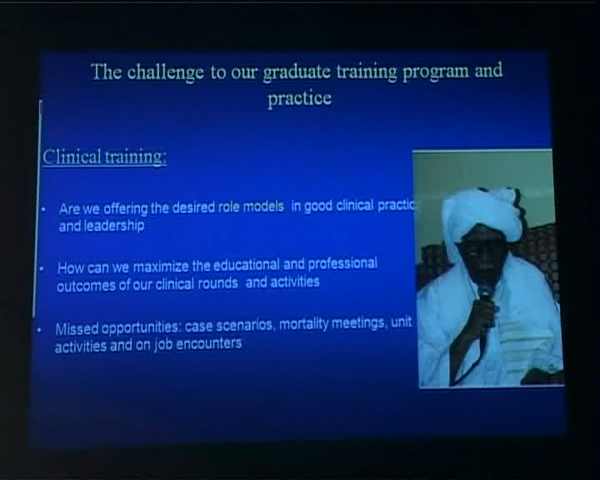 The challenge to our graduate training program and
practice
Clinical training:
• Are we offering the desired role models in good clinical practic
and leadership
• How can we maximize the educational and professional
outcomes of our clinical rounds and activities
• Missed opportunities: case scenarios, mortality meetings, unit
activities and on job encounters